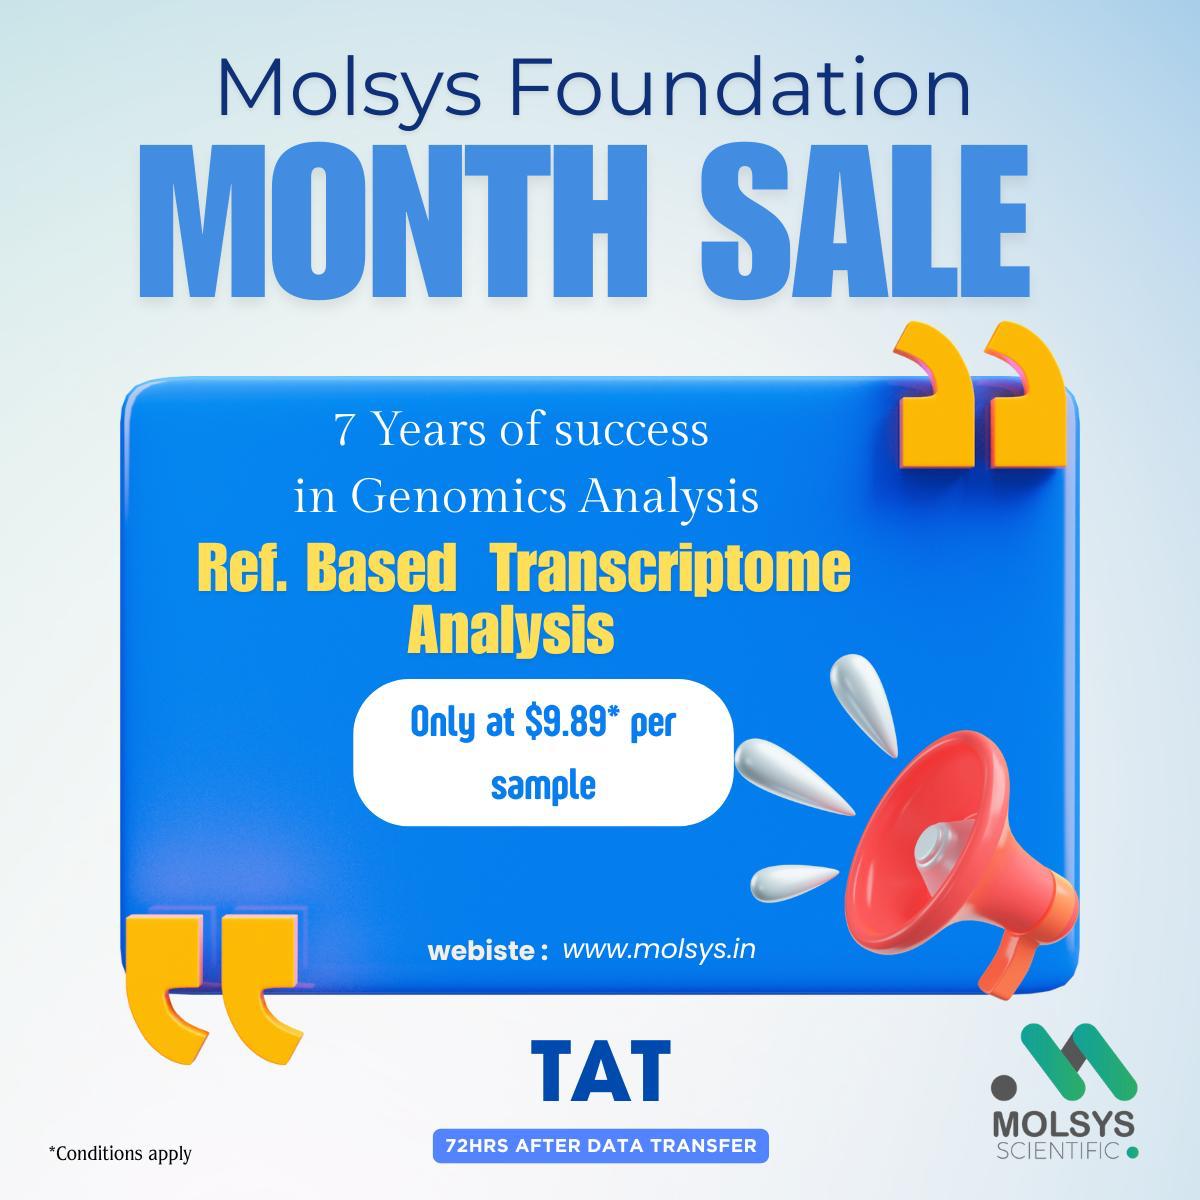 Molsys Foundation
MONTH SALE
7 Years of success
in Genomics Analysis
Ref. Based Transcriptome
Analysis
Only at $9.89* per
sample
webiste : www.molsys.in
TAT
72HRS AFTER DATA TRANSFER
*Conditions apply
MOLSYS
SCIENTIFIC